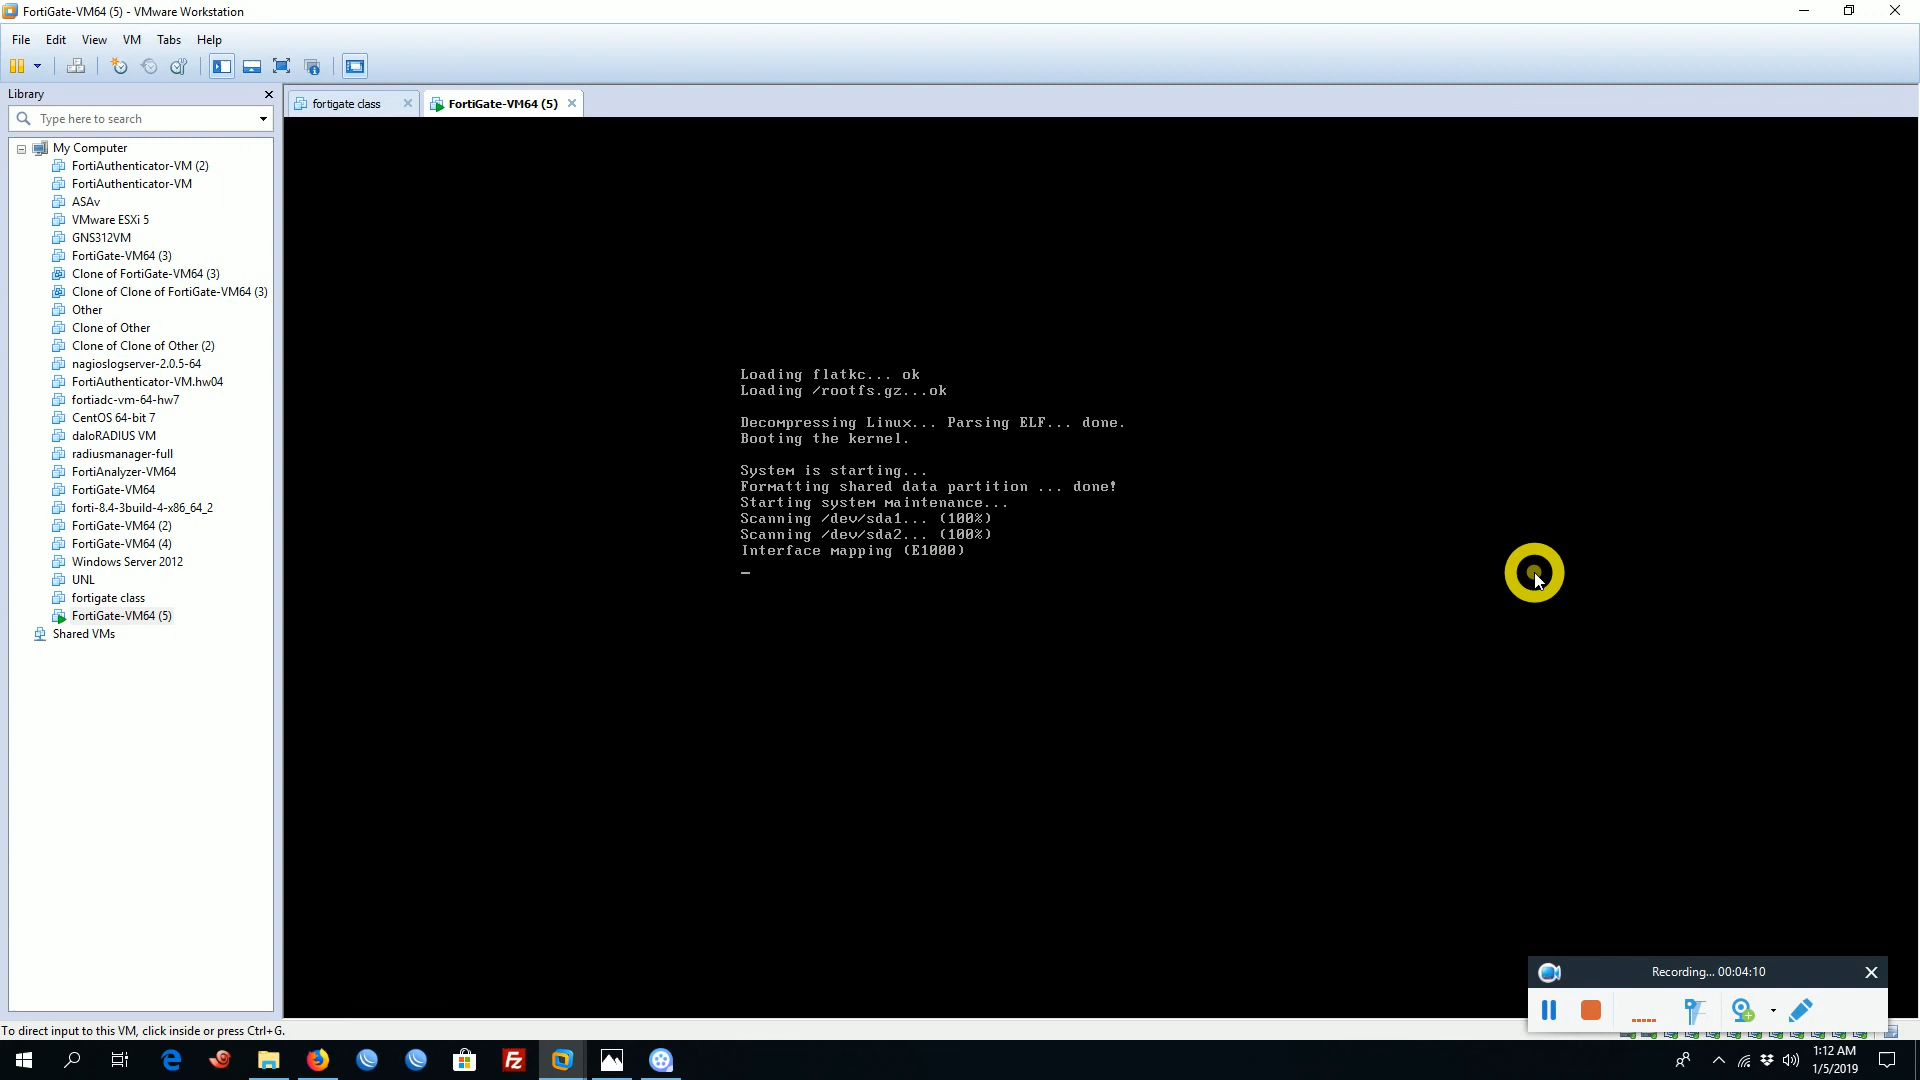 FortiGate-VM64 (5) - VMware Workstation
File Edit View VM Tabs Help
Library
fortigate class
FortiGate-VM64 (5)
Type here to search
My Computer
FortiAuthenticator-VM (2)
FortiAuthenticator-VM
ASAv
VMware ESXi 5
GNS312VM
FortiGate-VM64 (3)
Clone of FortiGate-VM64 (3)
Clone of Clone of FortiGate-VM64 (3)
Other
Clone of Other
Clone of Clone of Other (2)
nagioslogserver-2.0.5-64
FortiAuthenticator-VM.hw04
fortiadc-vm-64-hw7
CentOS 64-bit 7
daloRADIUS VM
radiusmanager-full
FortiAnalyzer-VM64
FortiGate-VM64
forti-8.4-3build-4-x86_64_2
FortiGate-VM64 (2)
FortiGate-VM64 (4)
Windows Server 2012
UNL
fortigate class
FortiGate-VM64 (5)
Shared VMs
Loading flatkc... ok
Loading /rootfs.gz...ok
Decompressing Linux... Parsing ELF... done.
Booting the kernel.
System is starting...
Formatting shared data partition ... done!
Starting system maintenance...
Scanning /dev/sda1... (100%)
Scanning /dev/sda2... (100%)
Interface mapping (E1000)
_
Recording... 00:04:10
To direct input to this VM, click inside or press Ctrl+G.
1:12 AM
1/5/2019